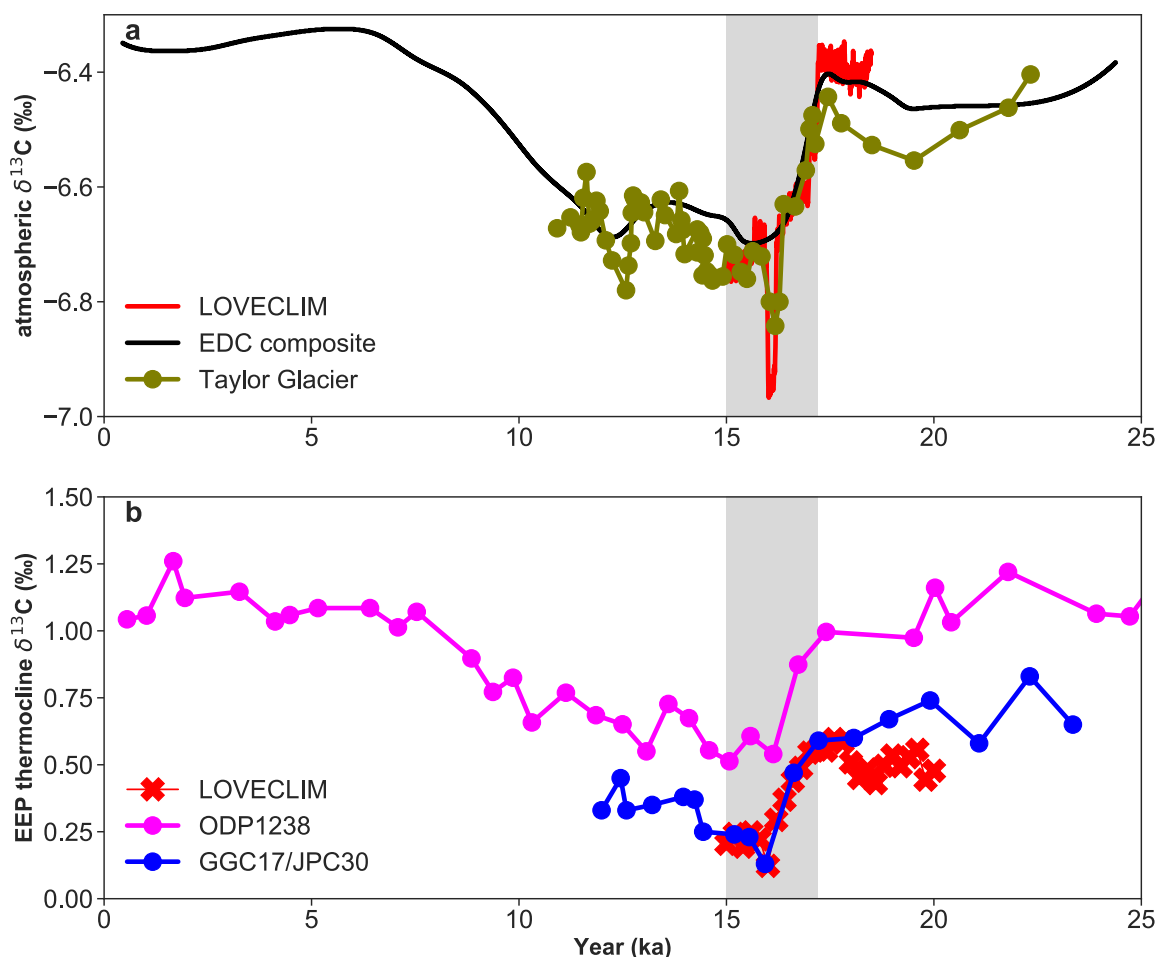 a
atmospheric δ¹³C (‰)
−6.4
−6.6
−6.8
−7.0
LOVECLIM
EDC composite
Taylor Glacier
0 5 10 15 20 25
b
EEP thermocline δ¹³C (‰)
1.50
1.25
1.00
0.75
0.50
0.25
0.00
LOVECLIM
ODP1238
GGC17/JPC30
0 5 10 15 20 25
Year (ka)